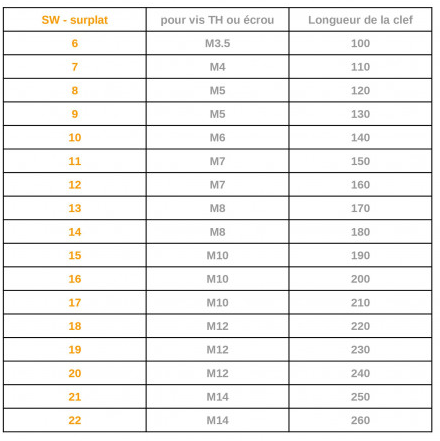 SW - surplat pour vis TH ou écrou Longueur de la clef
6 M3.5 100
7 M4 110
8 M5 120
9 M5 130
10 M6 140
11 M7 150
12 M7 160
13 M8 170
14 M8 180
15 M10 190
16 M10 200
17 M10 210
18 M12 220
19 M12 230
20 M12 240
21 M14 250
22 M14 260